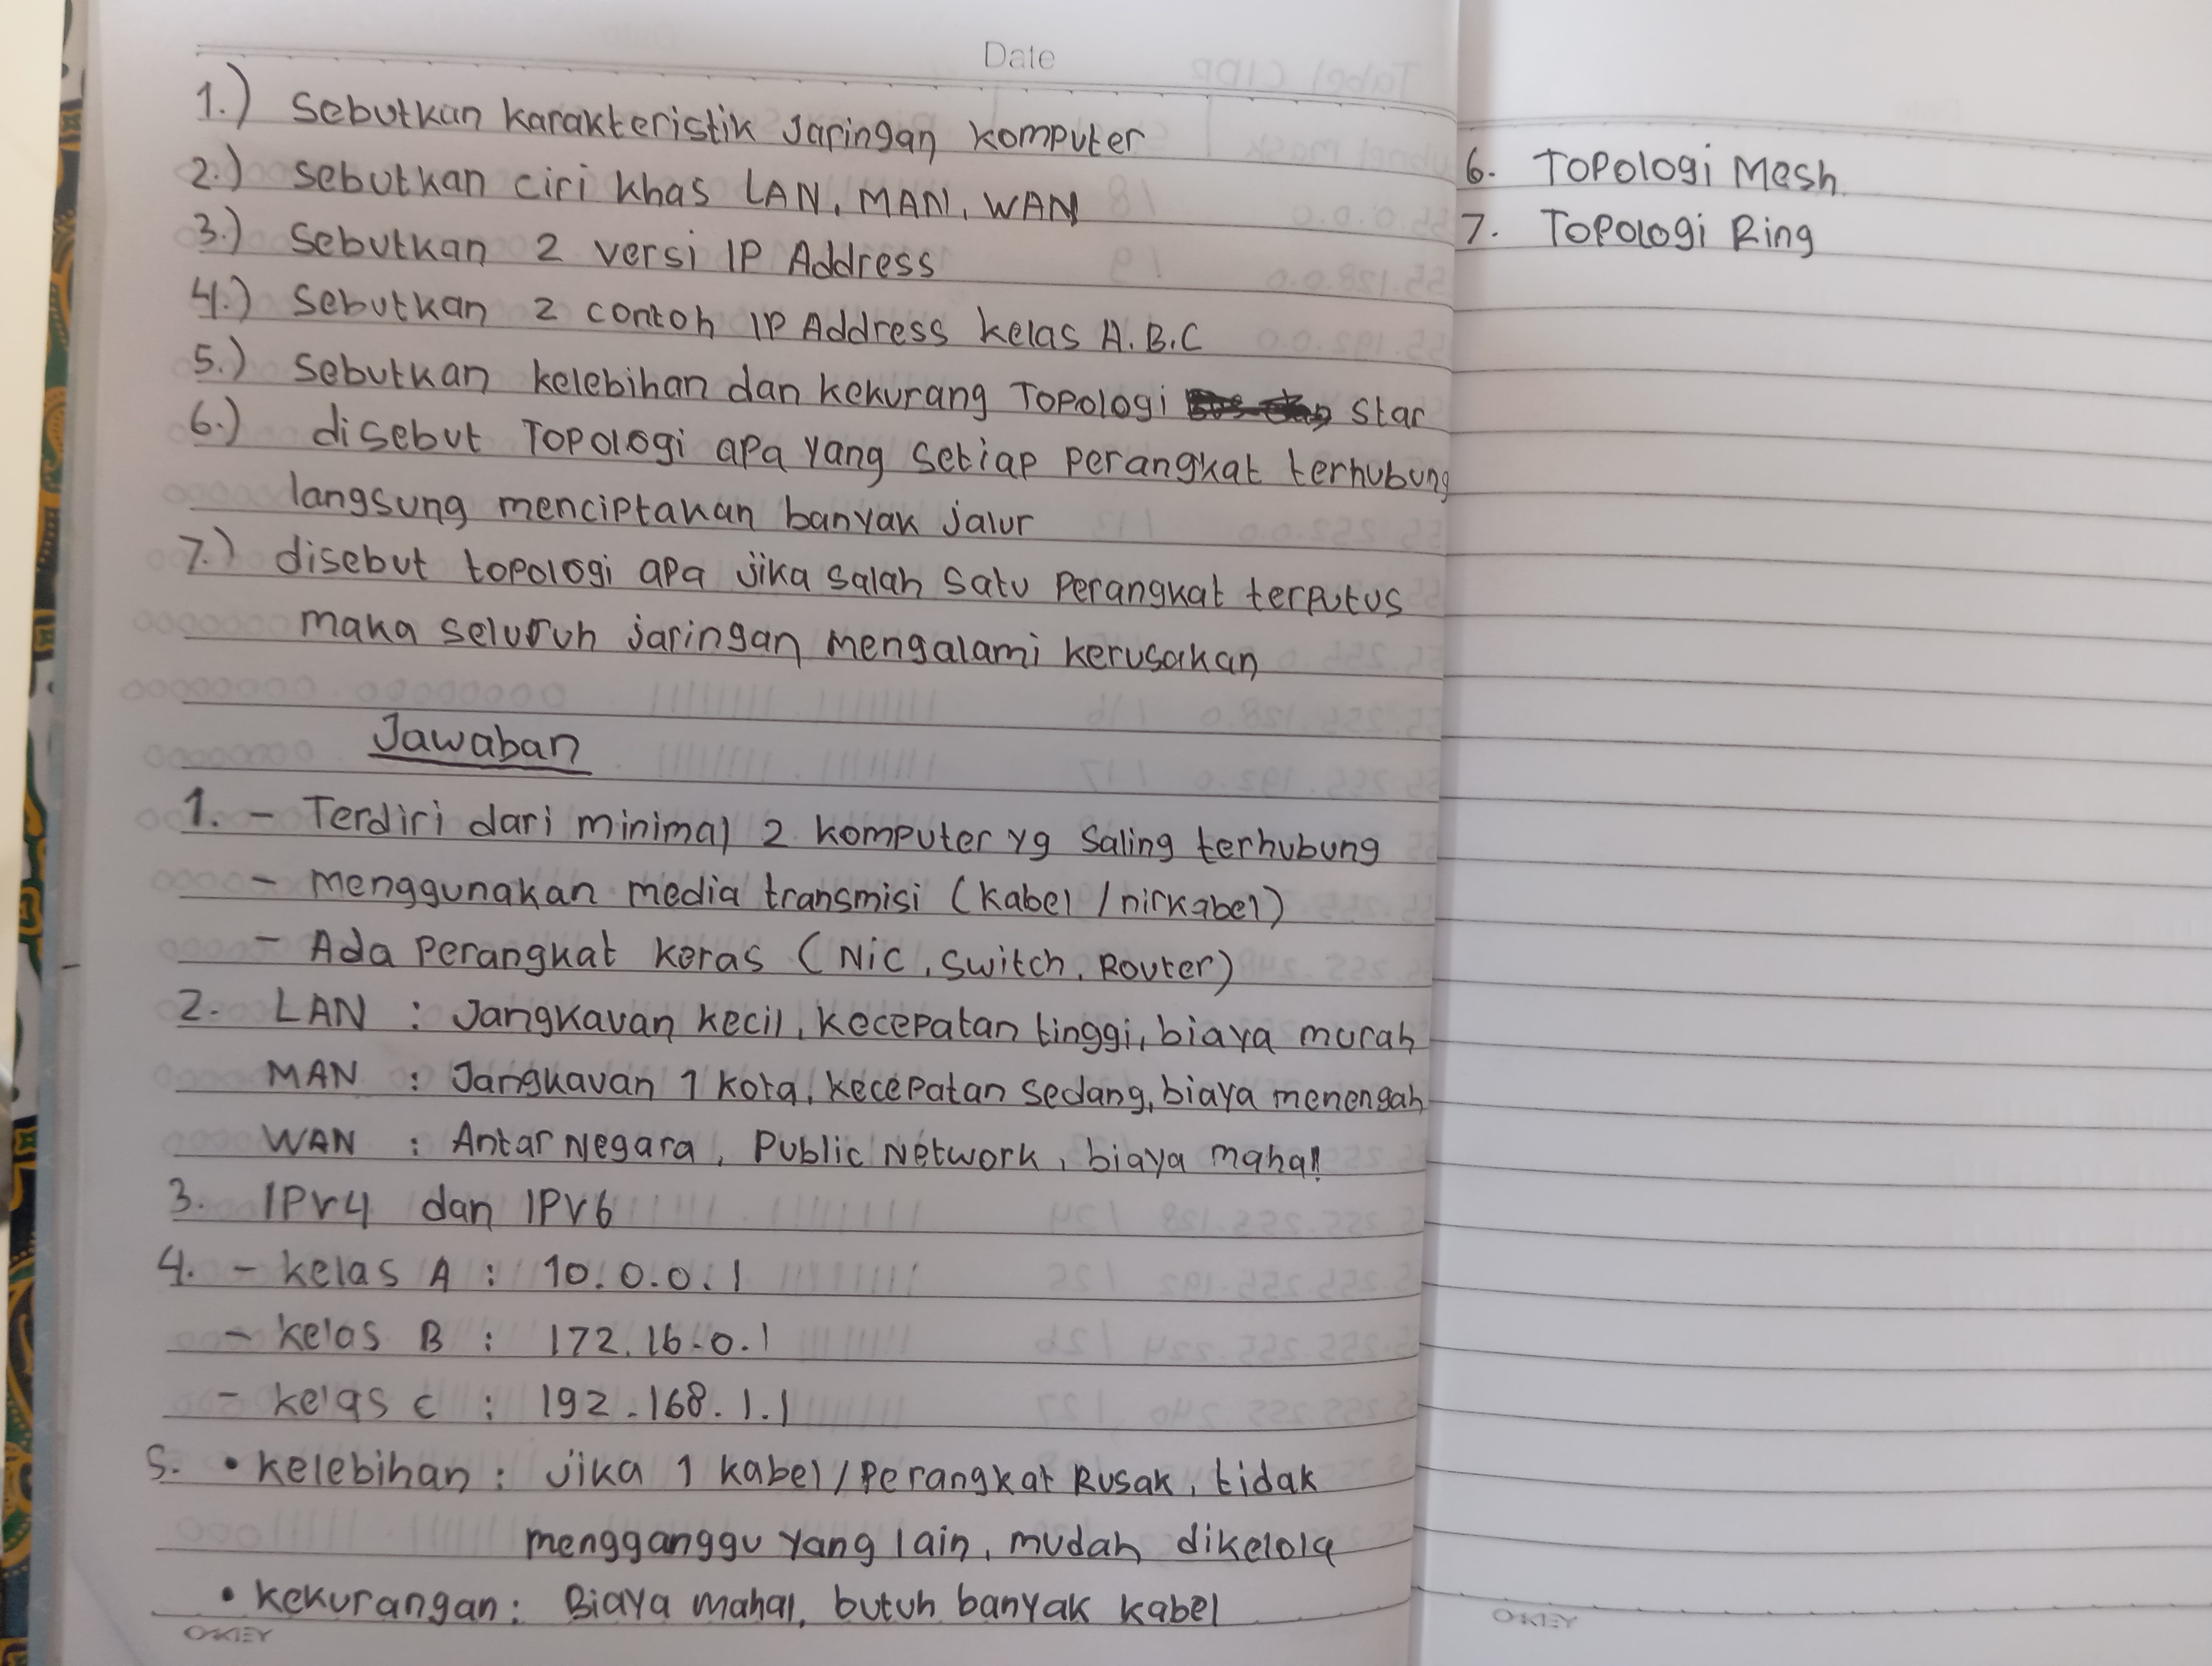 Date
1.) Sebutkan karakteristik Jaringan komputer
2.) Sebutkan ciri khas LAN, MAN, WAN
3.) Sebutkan 2 versi IP Address
4.) Sebutkan 2 contoh IP Address kelas A.B.C
5.) Sebutkan kelebihan dan kekurang Topologi Star
6.) disebut Topologi apa yang setiap perangkat terhubung
langsung menciptakan banyak jalur
7.) disebut topologi apa jika salah satu perangkat terputus
maka seluruh jaringan mengalami kerusakan
Jawaban
1. - Terdiri dari minimal 2 komputer yg saling terhubung
- menggunakan media transmisi (kabel / nirkabel)
- Ada perangkat keras (Nic, Switch, Router)
2. LAN : Jangkauan kecil, kecepatan tinggi, biaya murah
MAN : Jangkauan 1 kota, kecepatan sedang, biaya menengah
WAN : Antar Negara, Public Network, biaya mahal
3. IPv4 dan IPv6
4. - kelas A : 10.0.0.1
- kelas B : 172.16.0.1
- kelas C : 192.168.1.1
5. • kelebihan : jika 1 kabel/perangkat Rusak, tidak
mengganggu yang lain, mudah dikelola
• kekurangan : Biaya mahal, butuh banyak kabel
OKEY
6. Topologi Mesh
7. Topologi Ring
OKEY